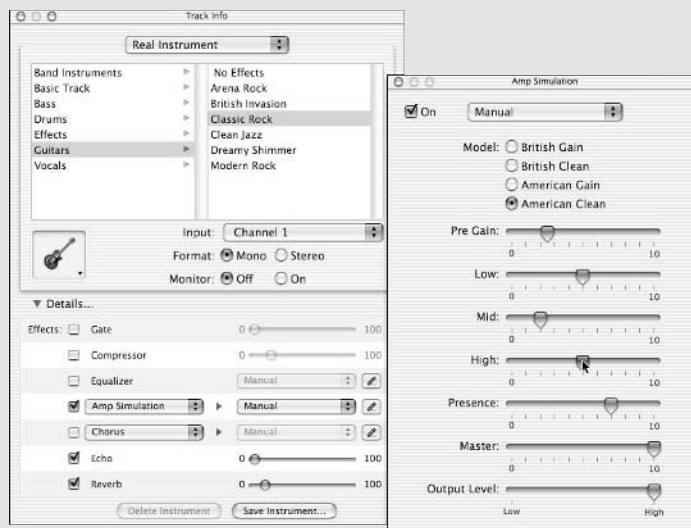 Track Info
Real Instrument
Band Instruments
Basic Track
Bass
Drums
Effects
Guitars
Vocals
No Effects
Arena Rock
British Invasion
Classic Rock
Clean Jazz
Dreamy Shimmer
Modern Rock
Input: Channel 1
Format: Mono Stereo
Monitor: Off On
Details...
Effects: Gate 0 100
Compressor 0 100
Equalizer Manual
Amp Simulation Manual
Chorus Manual
Echo 0 100
Reverb 0 100
Delete Instrument Save Instrument...
Amp Simulation
On Manual
Model: British Gain
British Clean
American Gain
American Clean
Pre Gain:
0 10
Low:
0 10
Mid:
0 10
High:
0 10
Presence:
0 10
Master:
0 10
Output Level:
Low High